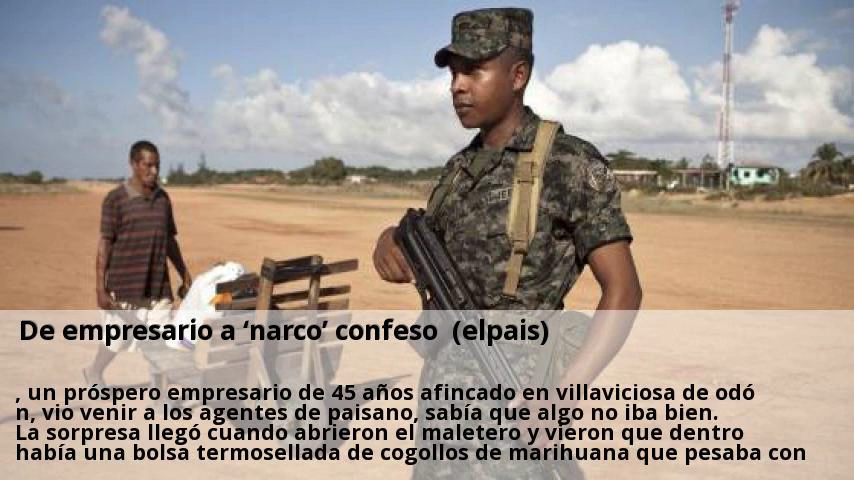 De empresario a ‘narco’ confeso (elpais)
, un próspero empresario de 45 años afincado en villaviciosa de odó
n, vio venir a los agentes de paisano, sabía que algo no iba bien.
La sorpresa llegó cuando abrieron el maletero y vieron que dentro
había una bolsa termosellada de cogollos de marihuana que pesaba con